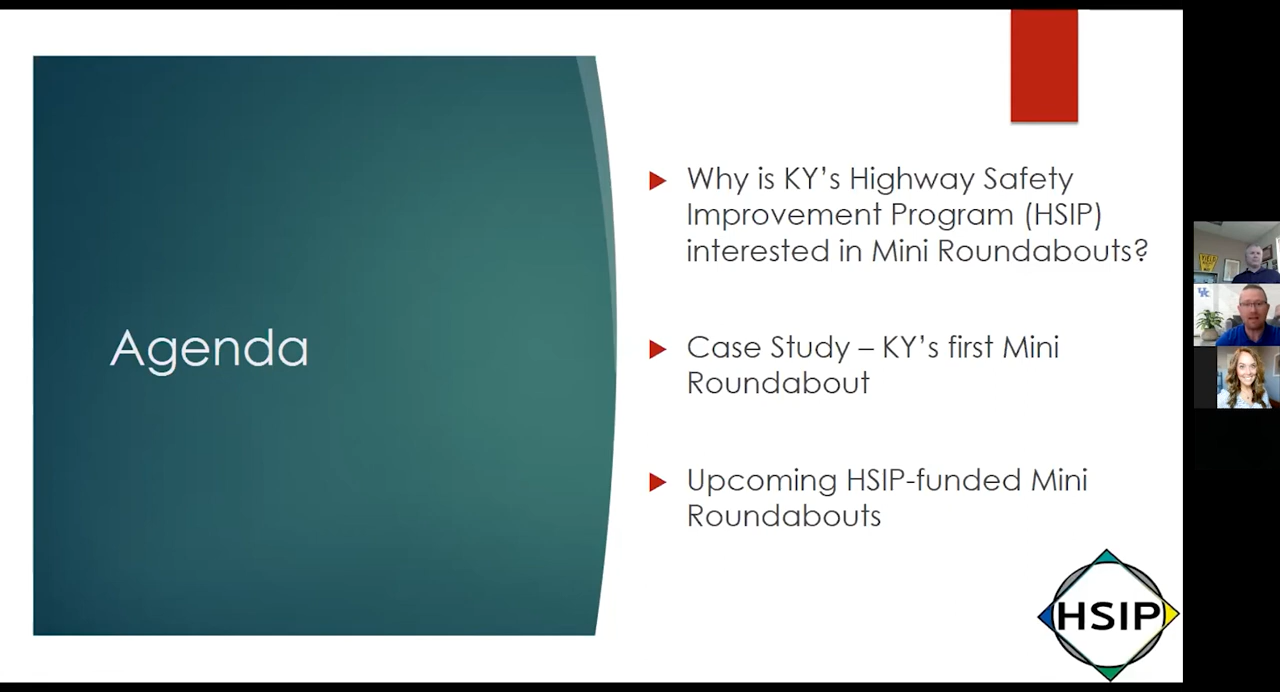 Agenda
Why is KY's Highway Safety
Improvement Program (HSIP)
interested in Mini Roundabouts?
Case Study – KY's first Mini
Roundabout
Upcoming HSIP-funded Mini
Roundabouts
HSIP